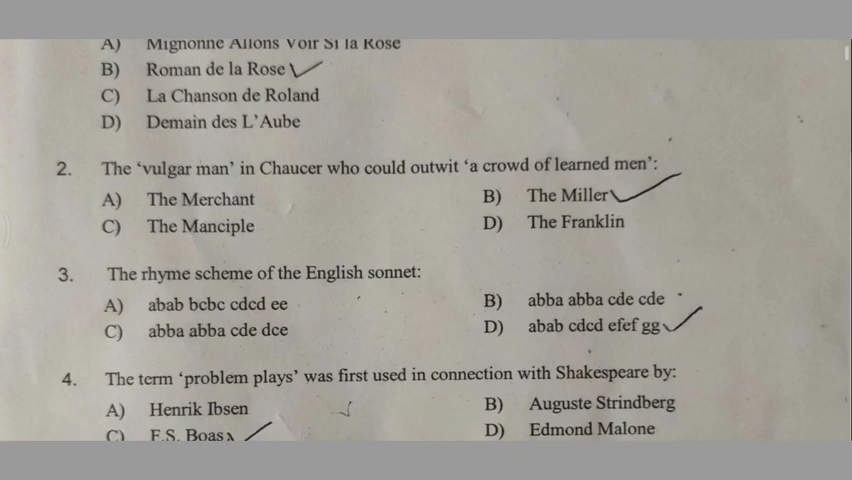 A) Mignonne Allons Voir Si la Rose
B) Roman de la Rose
C) La Chanson de Roland
D) Demain des L'Aube
2. The ‘vulgar man’ in Chaucer who could outwit ‘a crowd of learned men’:
A) The Merchant B) The Miller
C) The Manciple D) The Franklin
3. The rhyme scheme of the English sonnet:
A) abab bcbc cdcd ee B) abba abba cde cde
C) abba abba cde dce D) abab cdcd efef gg
4. The term ‘problem plays’ was first used in connection with Shakespeare by:
A) Henrik Ibsen B) Auguste Strindberg
C) F.S. Boas D) Edmond Malone